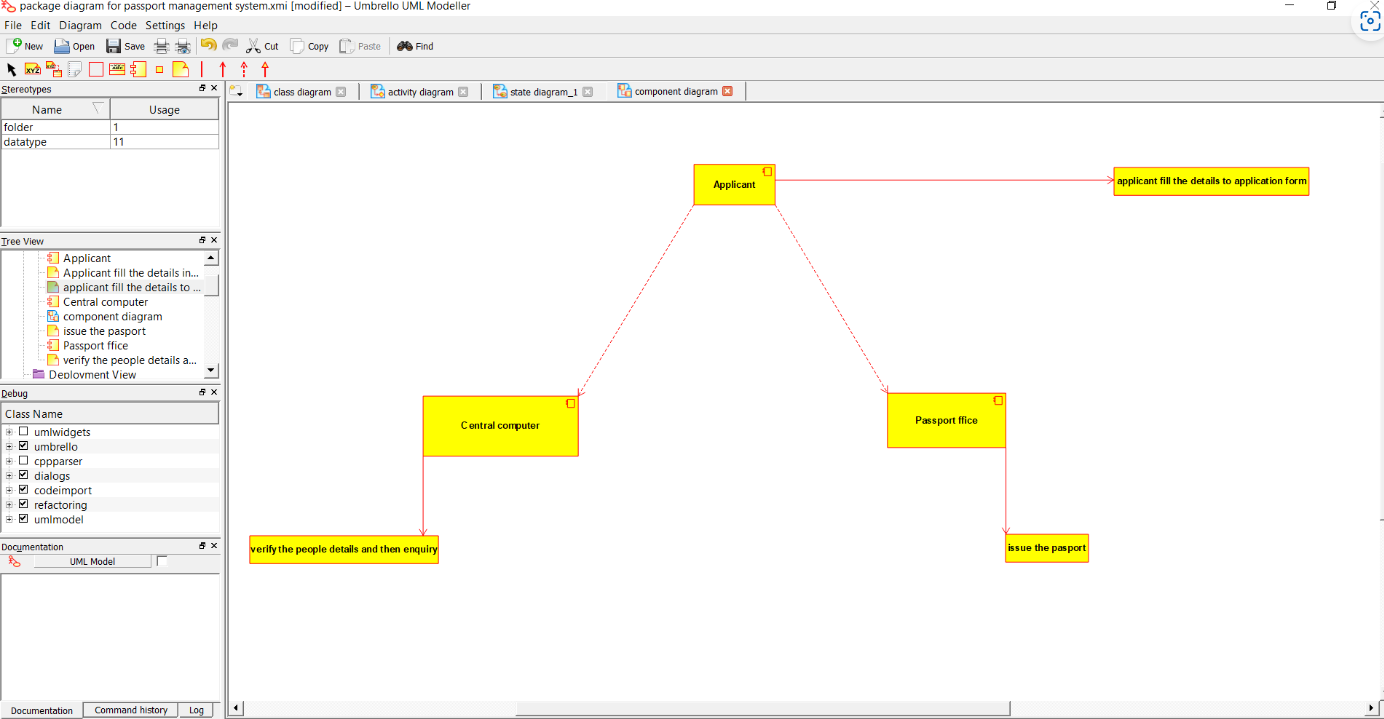 package diagram for passport management system.xmi [modified] – Umbrello UML Modeller
File Edit Diagram Code Settings Help
New Open Save Cut Copy Paste Find
XYZ
Stereotypes
class diagram activity diagram state diagram_1 component diagram
Name Usage
folder 1
datatype 11
Applicant
applicant fill the details to application form
Tree View
Applicant
Applicant fill the details in...
applicant fill the details to ...
Central computer
component diagram
issue the pasport
Passport ffice
verify the people details a...
Deployment View
Debug
Class Name
umlwidgets
umbrello
cppparser
dialogs
codeimport
refactoring
umlmodel
Central computer
Passport ffice
verify the people details and then enquiry
issue the pasport
Documentation
UML Model
Documentation Command history Log